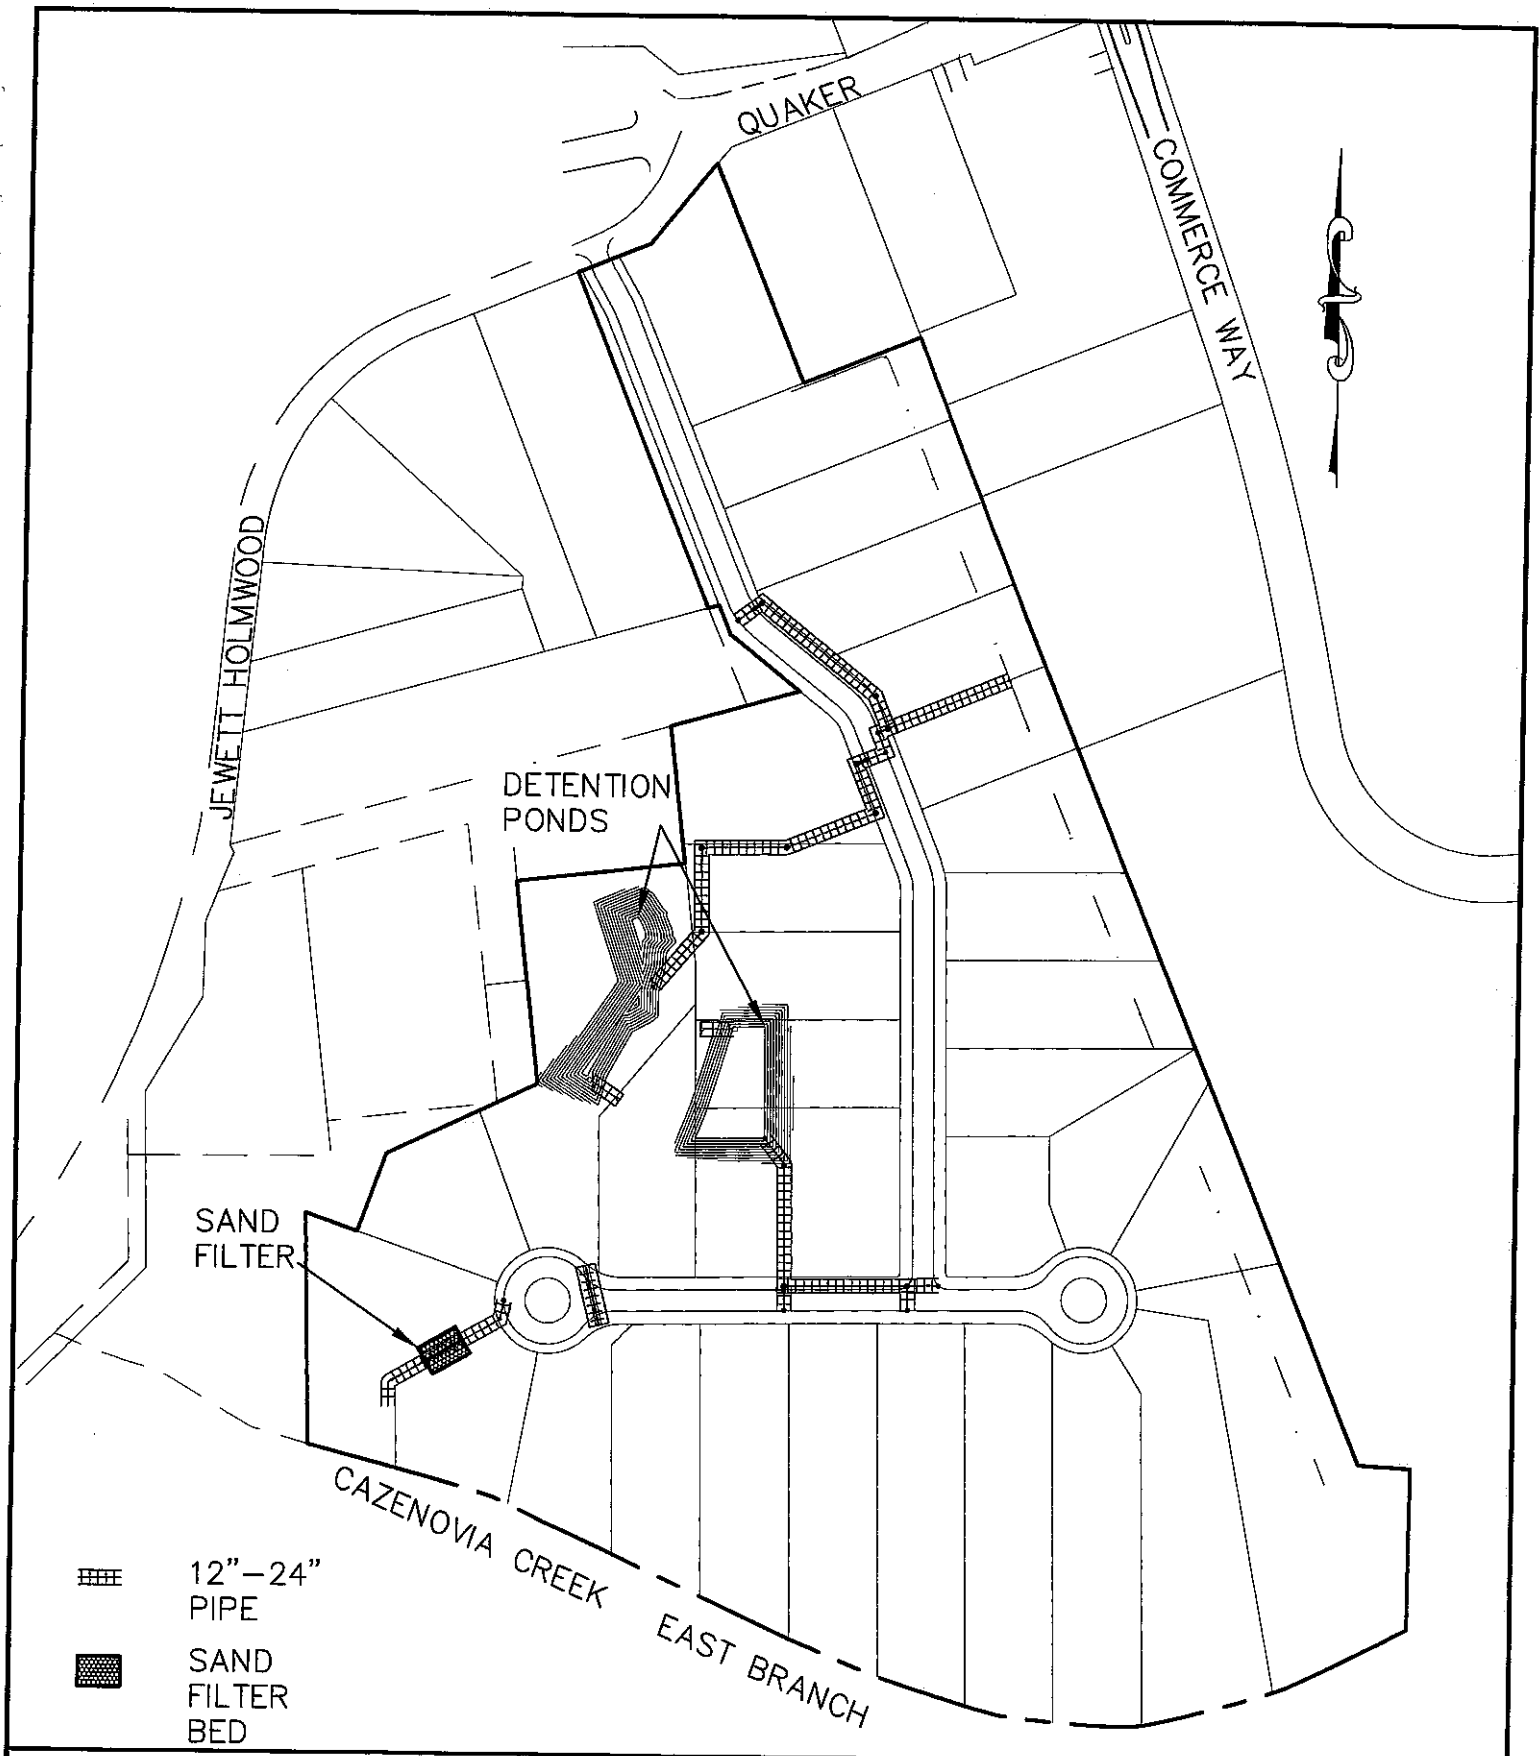 QUAKER
COMMERCE WAY
JEWETT HOLMWOOD
DETENTION
PONDS
SAND
FILTER
CAZENOVIA CREEK EAST BRANCH
12"-24"
PIPE
SAND
FILTER
BED